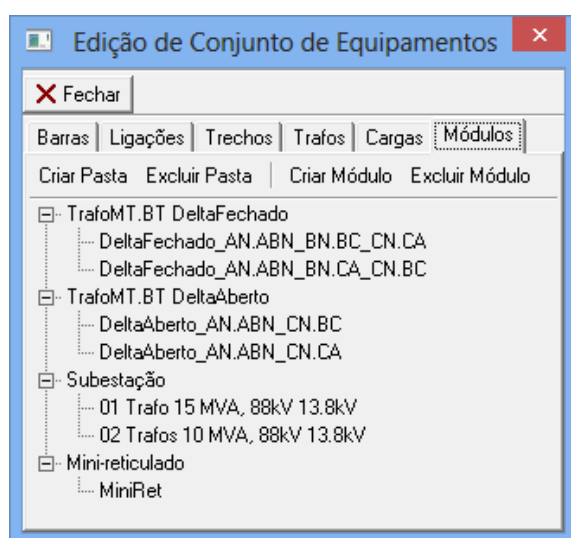 Edição de Conjunto de Equipamentos
Fechar
Barras Ligações Trechos Trafos Cargas Módulos
Criar Pasta Excluir Pasta Criar Módulo Excluir Módulo
TrafoMT.BT DeltaFechado
DeltaFechado_AN.ABN_BN.BC_CN.CA
DeltaFechado_AN.ABN_BN.CA_CN.BC
TrafoMT.BT DeltaAberto
DeltaAberto_AN.ABN_CN.BC
DeltaAberto_AN.ABN_CN.CA
Subestação
01 Trafo 15 MVA, 88kV 13.8kV
02 Trafos 10 MVA, 88kV 13.8kV
Mini-reticulado
MiniRet